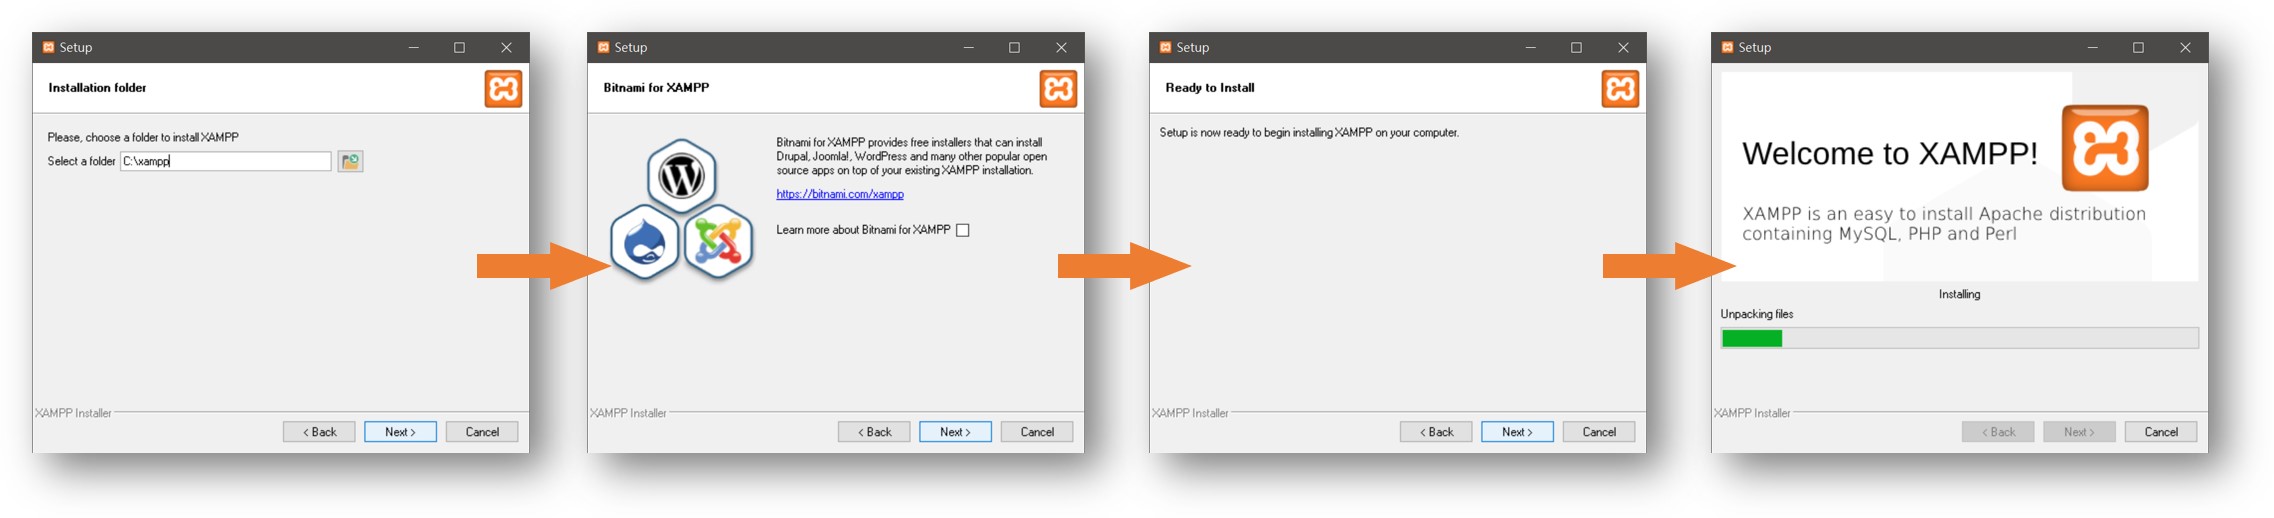 Setup
Installation folder
Please, choose a folder to install XAMPP
Select a folder C:\xampp
XAMPP Installer
< Back Next > Cancel
Setup
Bitnami for XAMPP
Bitnami for XAMPP provides free installers that can install
Drupal, Joomla!, WordPress and many other popular open
source apps on top of your existing XAMPP installation.
https://bitnami.com/xampp
Learn more about Bitnami for XAMPP
XAMPP Installer
< Back Next > Cancel
Setup
Ready to Install
Setup is now ready to begin installing XAMPP on your computer.
XAMPP Installer
< Back Next > Cancel
Setup
Welcome to XAMPP!
XAMPP is an easy to install Apache distribution
containing MySQL, PHP and Perl
Installing
Unpacking files
XAMPP Installer
< Back Next > Cancel